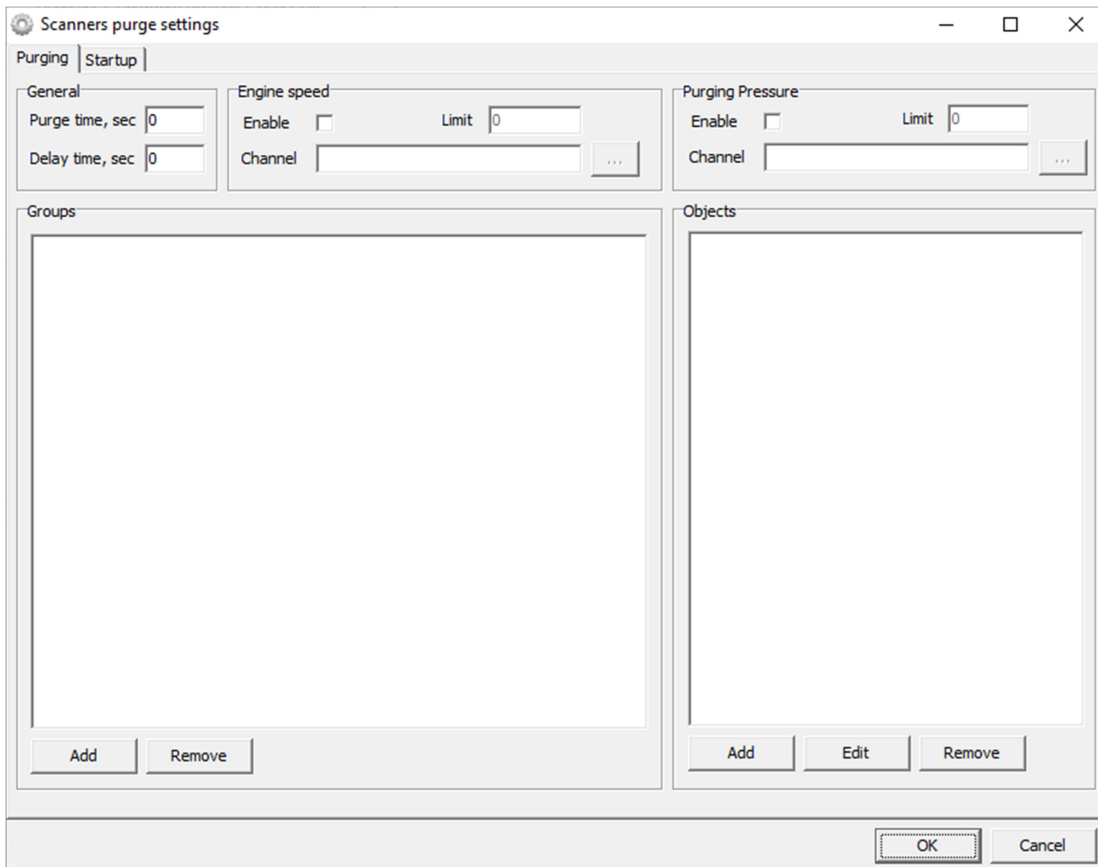 Scanners purge settings
Purging Startup
General
Purge time, sec 0
Delay time, sec 0
Engine speed
Enable Limit 0
Channel ...
Purging Pressure
Enable Limit 0
Channel ...
Groups
Add Remove
Objects
Add Edit Remove
OK Cancel